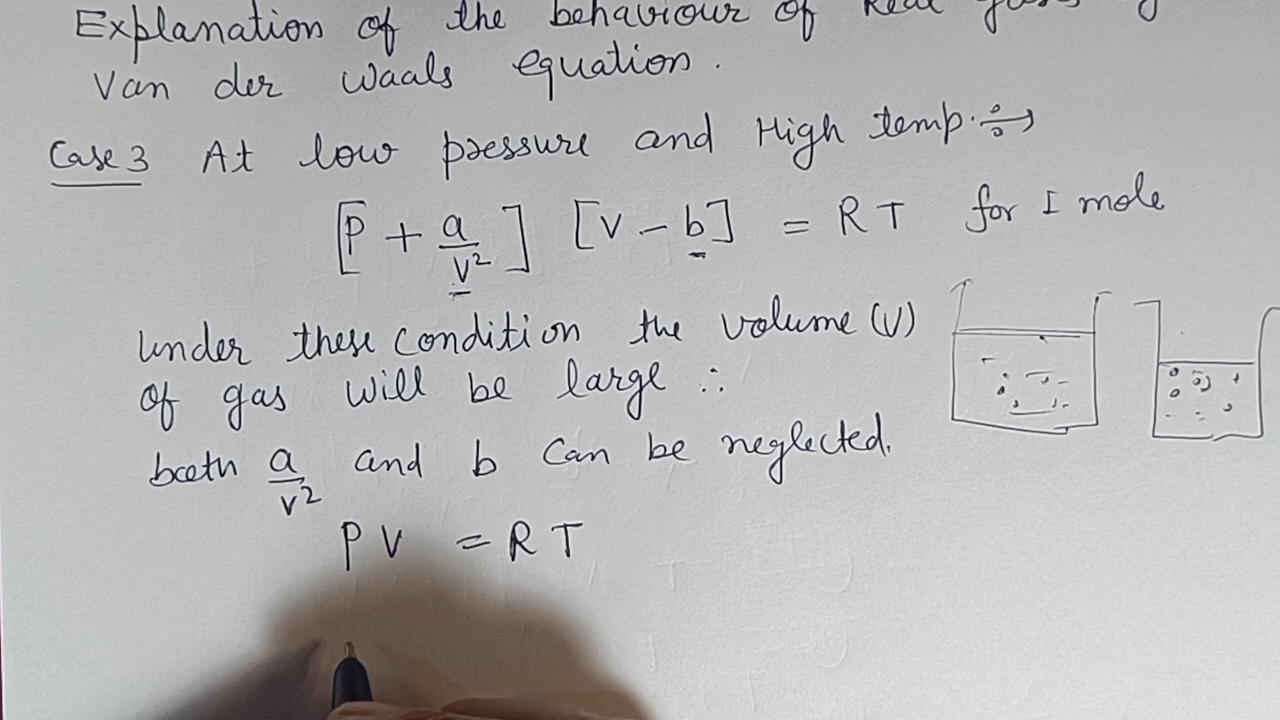 Explanation of the behaviour of Real gases
Van der Waals equation.
Case 3 At low pressure and High temp. ÷→
[P + a/V²] [V - b] = RT for 1 mole
under these condition the volume (V)
of gas will be large ∴
both a/V² and b can be neglected.
PV = RT